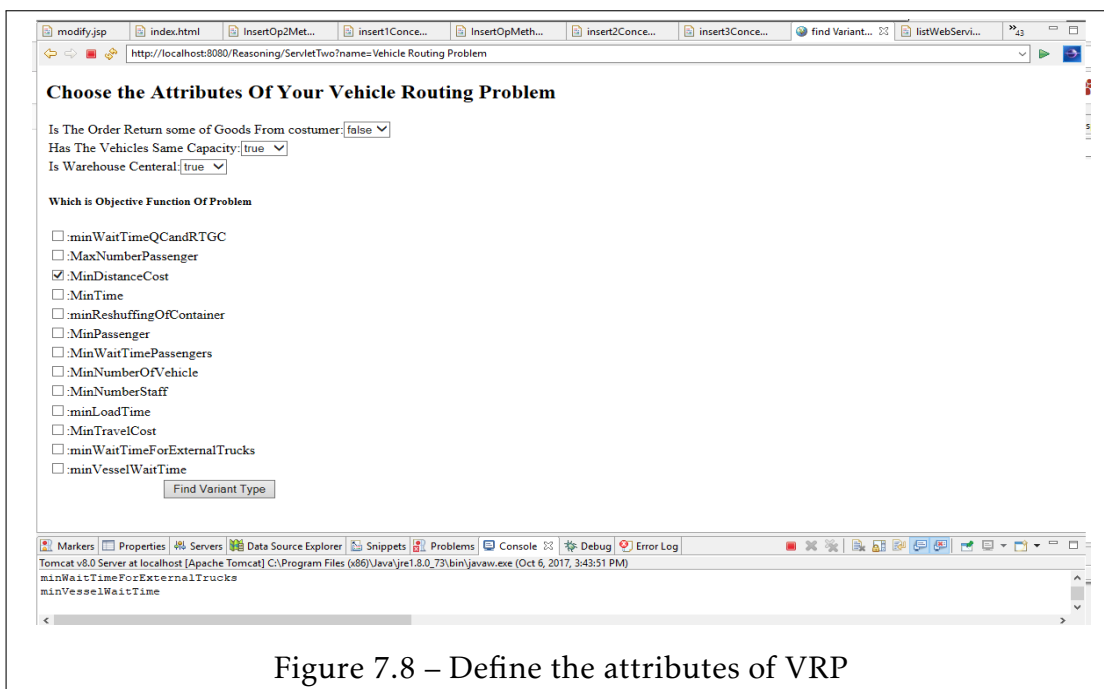 modify.jsp index.html InsertOp2Met... insert1Conce... InsertOpMeth... insert2Conce... insert3Conce... find Variant... listWebServi... »43
http://localhost:8080/Reasoning/ServletTwo?name=Vehicle Routing Problem
Choose the Attributes Of Your Vehicle Routing Problem
Is The Order Return some of Goods From costumer: false
Has The Vehicles Same Capacity: true
Is Warehouse Centeral: true
Which is Objective Function Of Problem
:minWaitTimeQCandRTGC
:MaxNumberPassenger
:MinDistanceCost
:MinTime
:minReshuffingOfContainer
:MinPassenger
:MinWaitTimePassengers
:MinNumberOfVehicle
:MinNumberStaff
:minLoadTime
:MinTravelCost
:minWaitTimeForExternalTrucks
:minVesselWaitTime
Find Variant Type
Markers Properties Servers Data Source Explorer Snippets Problems Console Debug Error Log
Tomcat v8.0 Server at localhost [Apache Tomcat] C:\Program Files (x86)\Java\jre1.8.0_73\bin\javaw.exe (Oct 6, 2017, 3:43:51 PM)
minWaitTimeForExternalTrucks
minVesselWaitTime
Figure 7.8 – Define the attributes of VRP